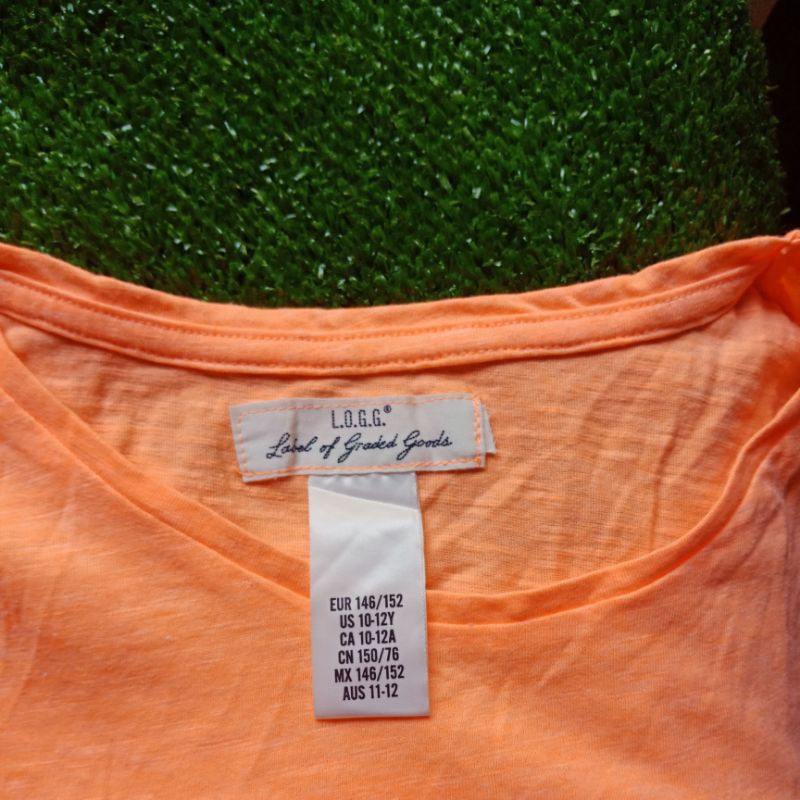 L.O.G.G.®
Label of Graded Goods
EUR 146/152
US 10-12Y
CA 10-12A
CN 150/76
MX 146/152
AUS 11-12